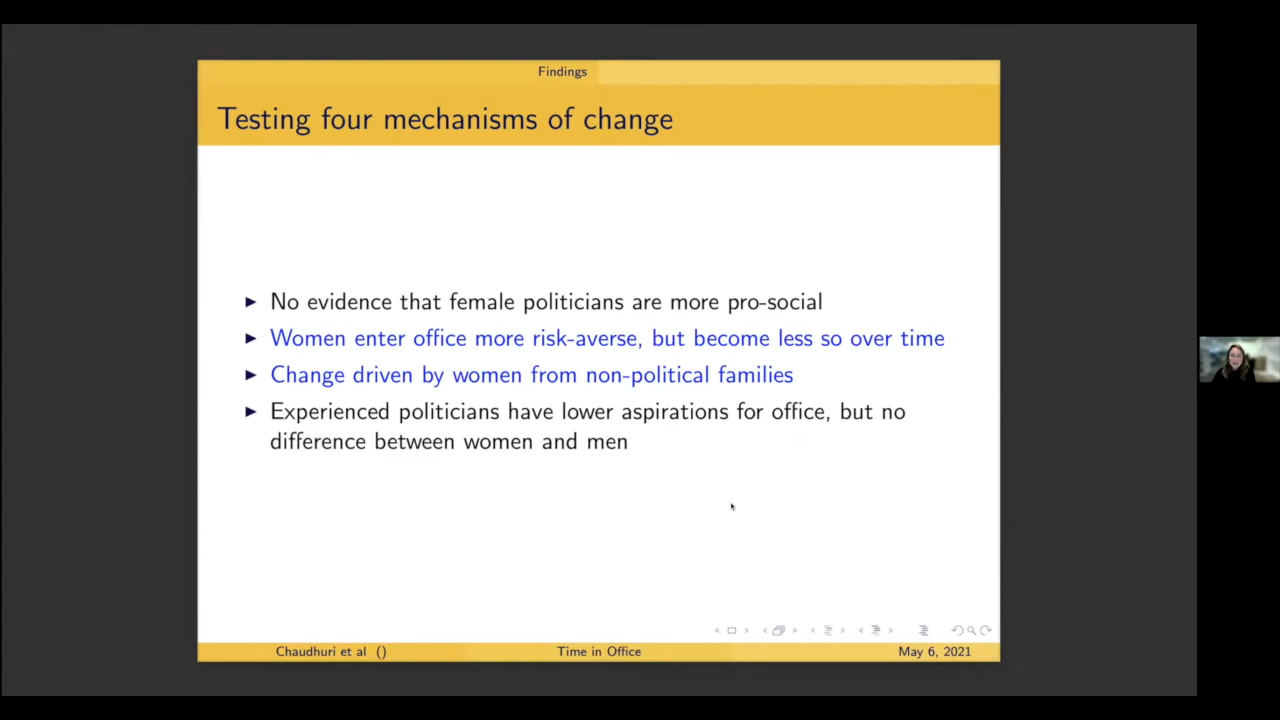 Findings
Testing four mechanisms of change
No evidence that female politicians are more pro-social
Women enter office more risk-averse, but become less so over time
Change driven by women from non-political families
Experienced politicians have lower aspirations for office, but no
difference between women and men
Chaudhuri et al () Time in Office May 6, 2021